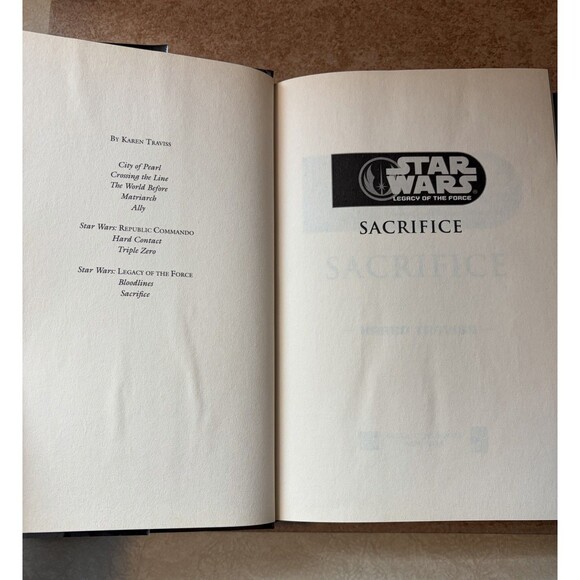 BY KAREN TRAVISS
City of Pearl
Crossing the Line
The World Before
Matriarch
Ally
Star Wars: REPUBLIC COMMANDO
Hard Contact
Triple Zero
Star Wars: LEGACY OF THE FORCE
Bloodlines
Sacrifice
STAR
WARS®
LEGACY OF THE FORCE
SACRIFICE
SACRIFICE